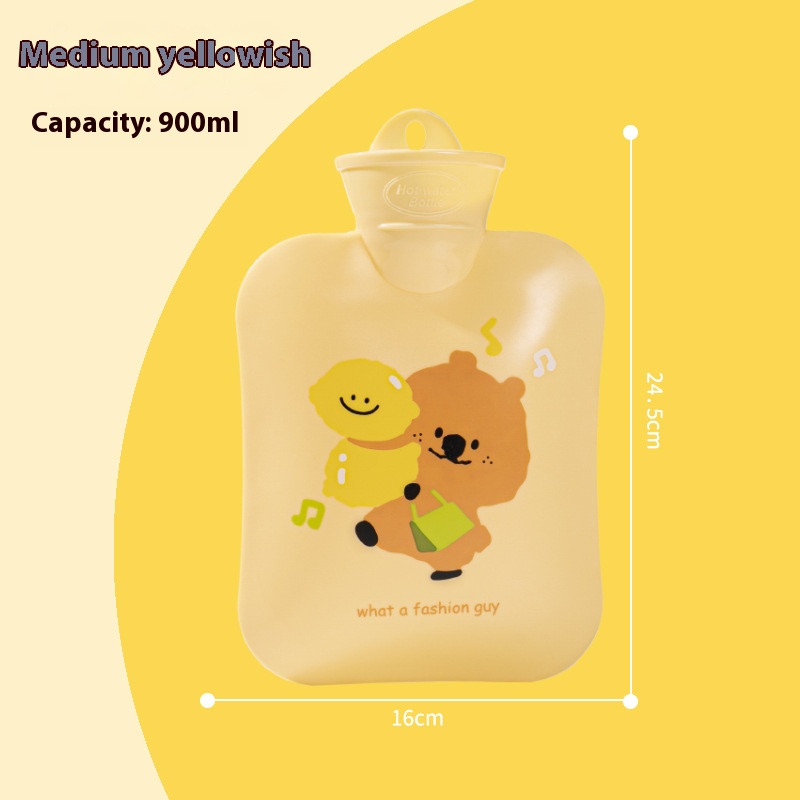 Medium yellowish
Capacity: 900ml
24.5cm
what a fashion guy
16cm